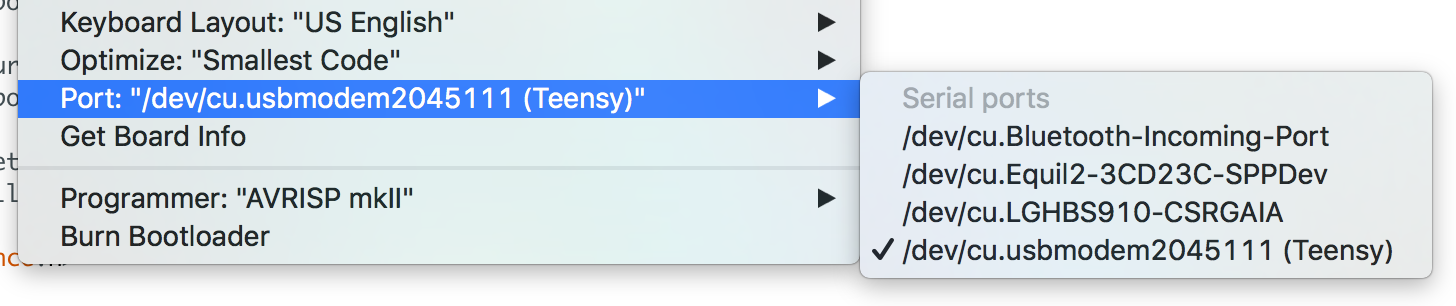 Keyboard Layout: "US English"
Optimize: "Smallest Code"
Port: "/dev/cu.usbmodem2045111 (Teensy)"
Get Board Info
Programmer: "AVRISP mkII"
Burn Bootloader
Serial ports
/dev/cu.Bluetooth-Incoming-Port
/dev/cu.Equil2-3CD23C-SPPDev
/dev/cu.LGHBS910-CSRGAIA
/dev/cu.usbmodem2045111 (Teensy)